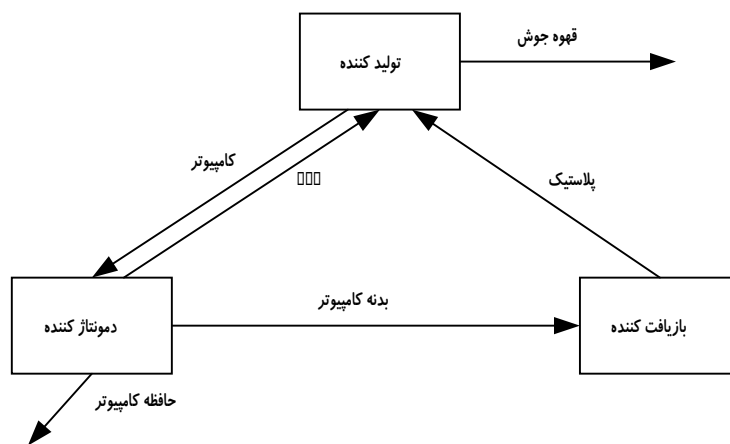 قهوه جوش
تولید کننده
کامپیوتر
پلاستیک
بدنه کامپیوتر
دمونتاژ کننده
بازیافت کننده
حافظه کامپیوتر